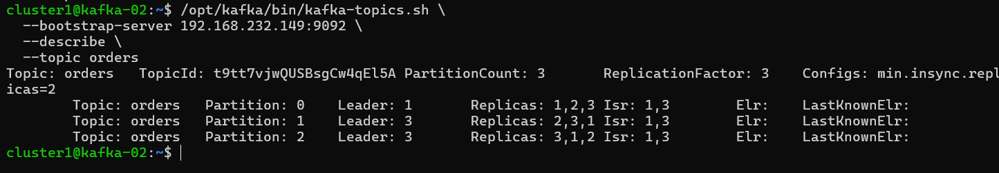 cluster1@kafka-02:~$ /opt/kafka/bin/kafka-topics.sh \
  --bootstrap-server 192.168.232.149:9092 \
  --describe \
  --topic orders
Topic: orders   TopicId: t9tt7vjwQUSBsgCw4qEl5A PartitionCount: 3       ReplicationFactor: 3    Configs: min.insync.repl
icas=2
        Topic: orders   Partition: 0    Leader: 1       Replicas: 1,2,3 Isr: 1,3        Elr:    LastKnownElr:
        Topic: orders   Partition: 1    Leader: 3       Replicas: 2,3,1 Isr: 1,3        Elr:    LastKnownElr:
        Topic: orders   Partition: 2    Leader: 3       Replicas: 3,1,2 Isr: 1,3        Elr:    LastKnownElr:
cluster1@kafka-02:~$